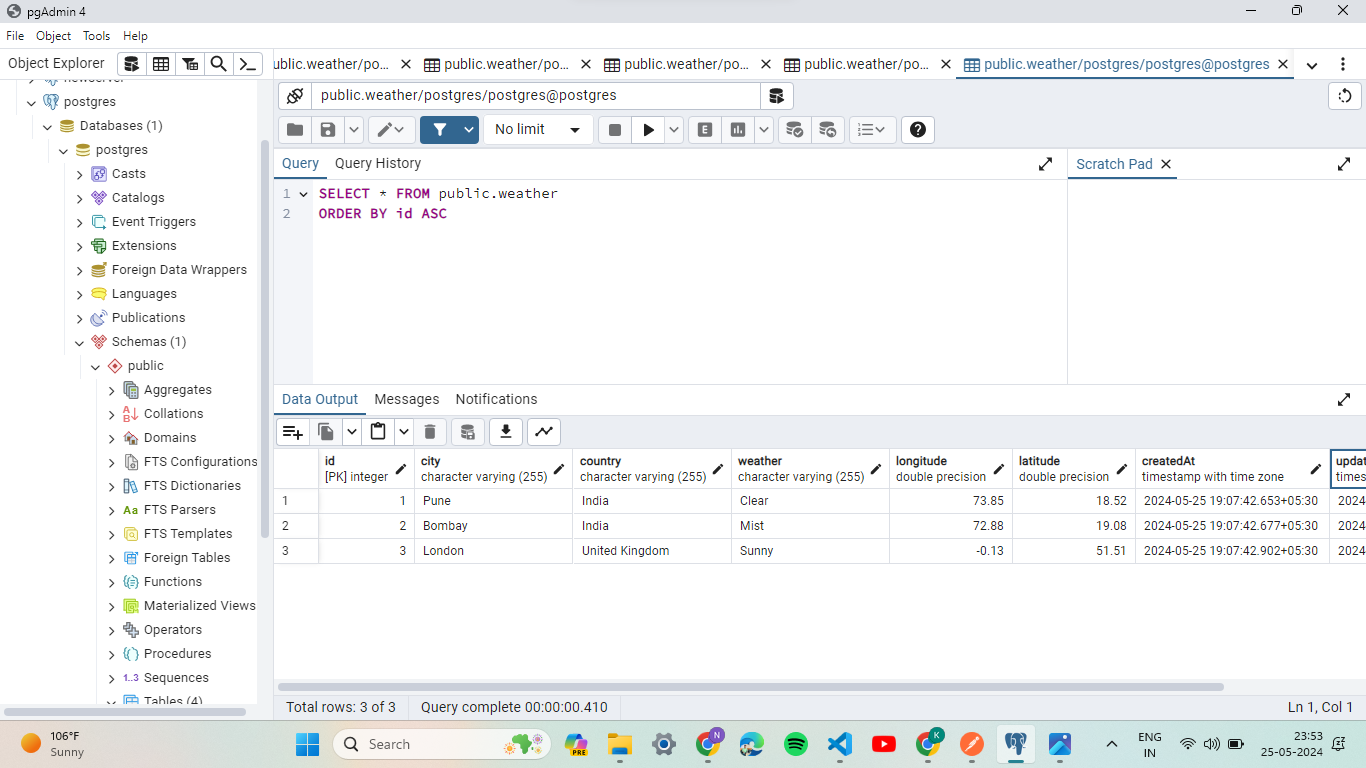 pgAdmin 4
File Object Tools Help
Object Explorer
public.weather/po...
public.weather/po...
public.weather/po...
public.weather/postgres/postgres@postgres
postgres
Databases (1)
postgres
Casts
Catalogs
Event Triggers
Extensions
Foreign Data Wrappers
Languages
Publications
Schemas (1)
public
Aggregates
Collations
Domains
FTS Configurations
FTS Dictionaries
FTS Parsers
FTS Templates
Foreign Tables
Functions
Materialized Views
Operators
Procedures
Sequences
Tables (4)
public.weather/postgres/postgres@postgres
No limit
Query Query History
Scratch Pad
1 SELECT * FROM public.weather
2 ORDER BY id ASC
Data Output Messages Notifications
id city country weather longitude latitude createdAt updat
[PK] integer character varying (255) character varying (255) character varying (255) double precision double precision timestamp with time zone times
1 1 Pune India Clear 73.85 18.52 2024-05-25 19:07:42.653+05:30 2024
2 2 Bombay India Mist 72.88 19.08 2024-05-25 19:07:42.677+05:30 2024
3 3 London United Kingdom Sunny -0.13 51.51 2024-05-25 19:07:42.902+05:30 2024
Total rows: 3 of 3 Query complete 00:00:00.410 Ln 1, Col 1
106°F
Sunny
Search
PRE
N
K
ENG
IN
23:53
25-05-2024